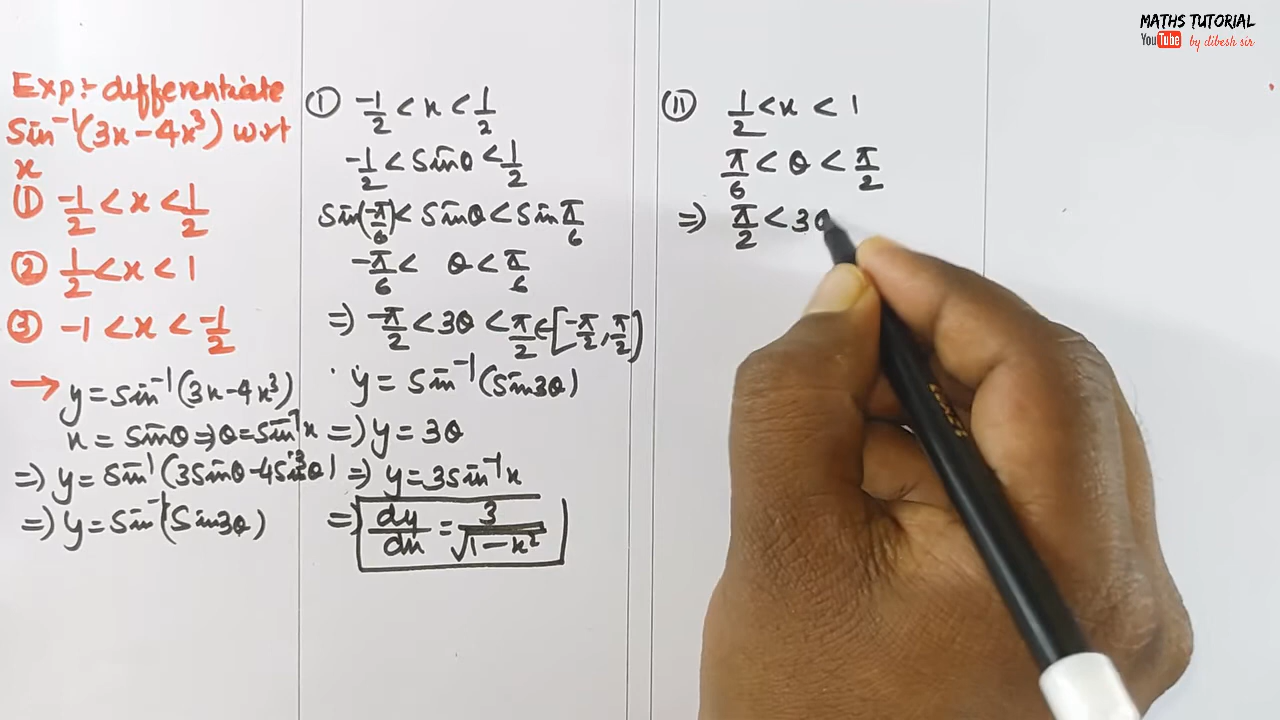 MATHS TUTORIAL
YouTube by dibesh sir
Exp:- differentiate
Sin⁻¹(3x-4x³) wrt
x
① -1/2 < x < 1/2
② 1/2 < x < 1
③ -1 < x < -1/2
→ y = Sin⁻¹(3x-4x³)
x = Sinθ ⇒ θ = Sin⁻¹x
⇒ y = Sin⁻¹(3Sinθ-4Sin³θ)
⇒ y = Sin⁻¹(Sin3θ)
① -1/2 < x < 1/2
-1/2 < Sinθ < 1/2
Sin(-π/6) < Sinθ < Sin π/6
-π/6 < θ < π/6
⇒ -π/2 < 3θ < π/2 ∈ [-π/2, π/2]
y = Sin⁻¹(Sin3θ)
⇒ y = 3θ
⇒ y = 3Sin⁻¹x
⇒ dy/dx = 3/√(1-x²)
⑪ 1/2 < x < 1
π/6 < θ < π/2
⇒ π/2 < 3θ